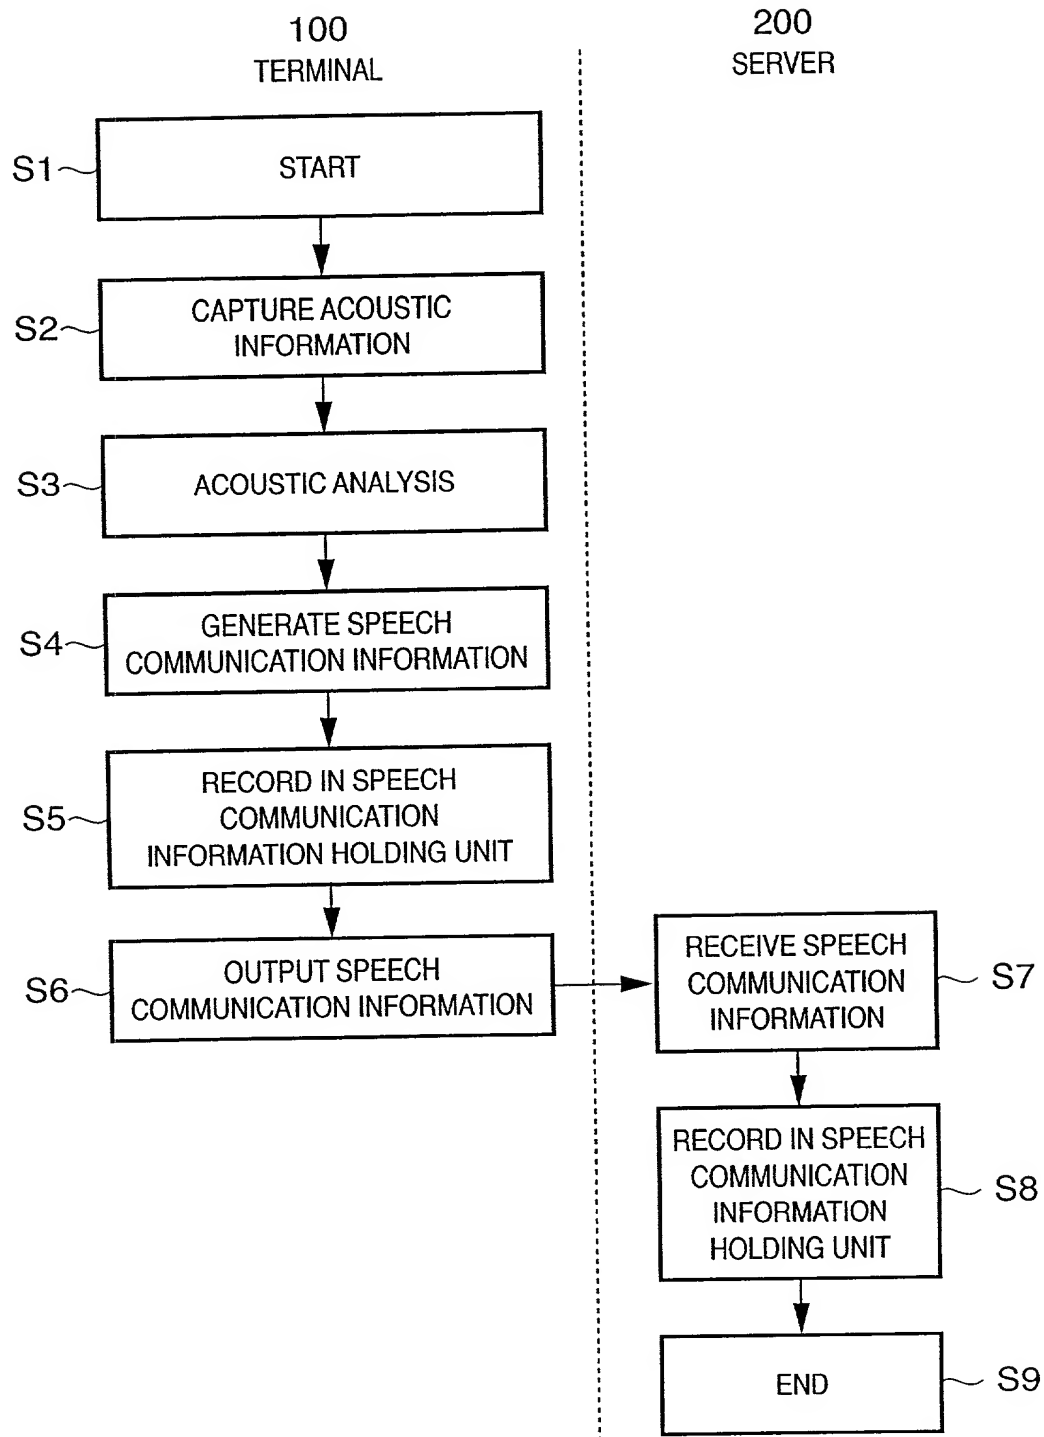 100
TERMINAL
200
SERVER
S1
START
S2
CAPTURE ACOUSTIC
INFORMATION
S3
ACOUSTIC ANALYSIS
S4
GENERATE SPEECH
COMMUNICATION INFORMATION
S5
RECORD IN SPEECH
COMMUNICATION
INFORMATION HOLDING UNIT
S6
OUTPUT SPEECH
COMMUNICATION INFORMATION
RECEIVE SPEECH
COMMUNICATION
INFORMATION
S7
RECORD IN SPEECH
COMMUNICATION
INFORMATION
HOLDING UNIT
S8
END
S9